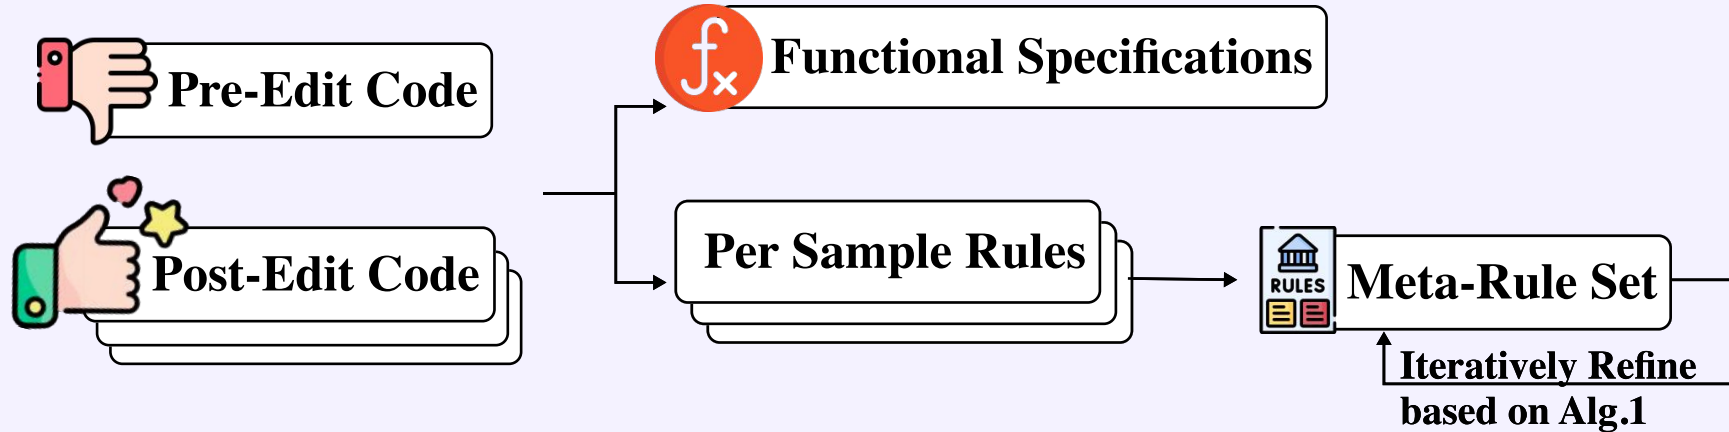 Pre-Edit Code
Post-Edit Code
fx
Functional Specifications
Per Sample Rules
RULES
Meta-Rule Set
Iteratively Refine
based on Alg.1